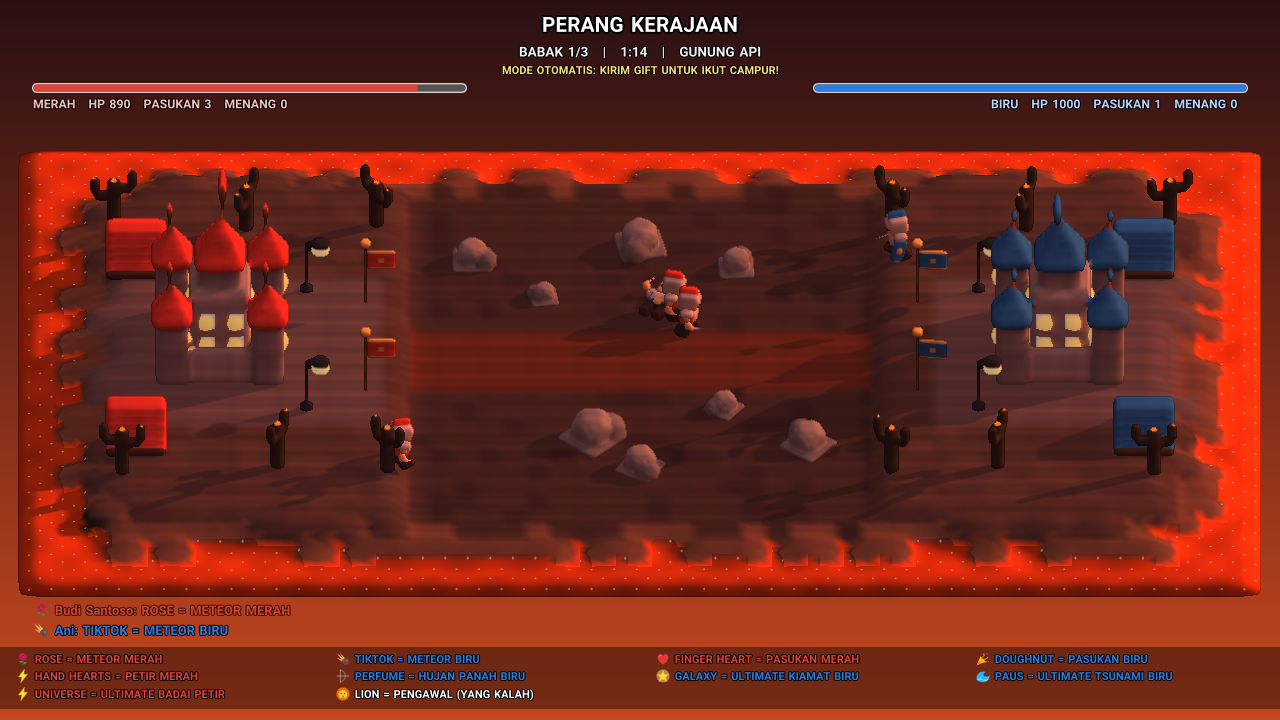 PERANG KERAJAAN
BABAK 1/3 | 1:14 | GUNUNG API
MODE OTOMATIS: KIRIM GIFT UNTUK IKUT CAMPUR!
MERAH HP 890 PASUKAN 3 MENANG 0
BIRU HP 1000 PASUKAN 1 MENANG 0
Budi Santoso: ROSE = METEOR MERAH
Ani: TIKTOK = METEOR BIRU
ROSE = METEOR MERAH
TIKTOK = METEOR BIRU
FINGER HEART = PASUKAN MERAH
DOUGHNUT = PASUKAN BIRU
HAND HEARTS = PETIR MERAH
PERFUME = HUJAN PANAH BIRU
GALAXY = ULTIMATE KIAMAT BIRU
PAUS = ULTIMATE TSUNAMI BIRU
UNIVERSE = ULTIMATE BADAI PETIR
LION = PENGAWAL (YANG KALAH)